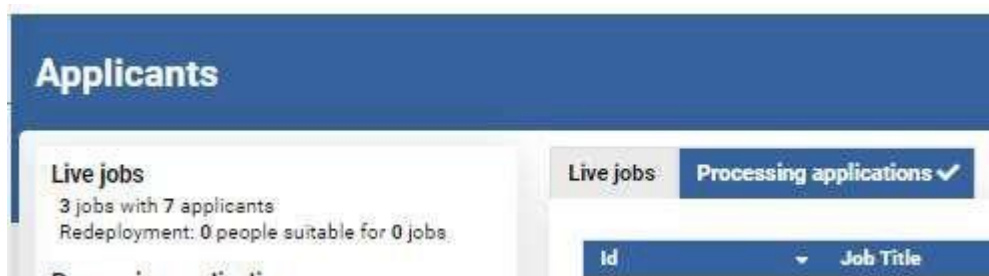 Applicants
Live jobs
3 jobs with 7 applicants
Redeployment: 0 people suitable for 0 jobs
Live jobs
Processing applications
Id
Job Title